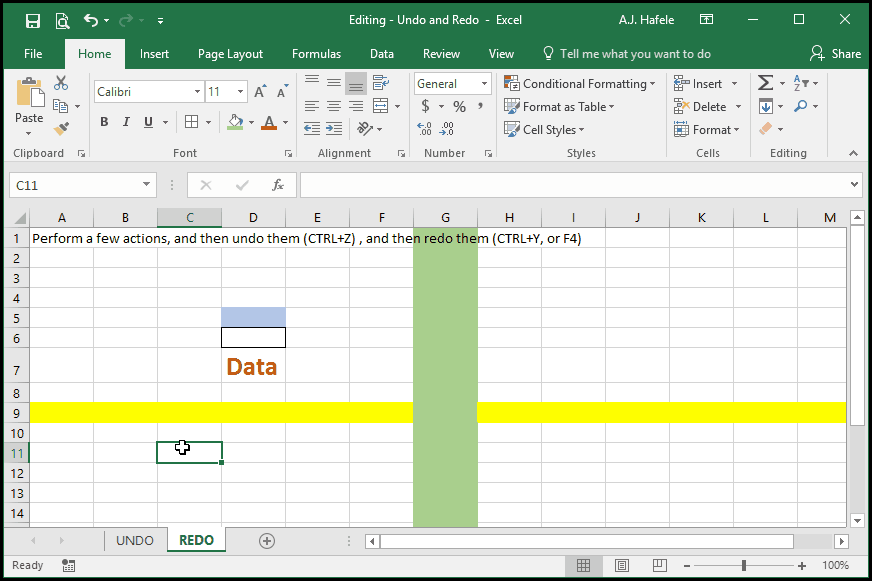 Editing - Undo and Redo - Excel
A.J. Hafele
File Home Insert Page Layout Formulas Data Review View Tell me what you want to do Share
Paste
Calibri 11
B I U
A A
A
General
$ % ,
.00
.0
Conditional Formatting
Format as Table
Cell Styles
Insert
Delete
Format
Clipboard Font Alignment Number Styles Cells Editing
C11 fx
A B C D E F G H I J K L M
1 Perform a few actions, and then undo them (CTRL+Z) , and then redo them (CTRL+Y, or F4)
2
3
4
5
6
7 Data
8
9
10
11
12
13
14
UNDO REDO
Ready 100%